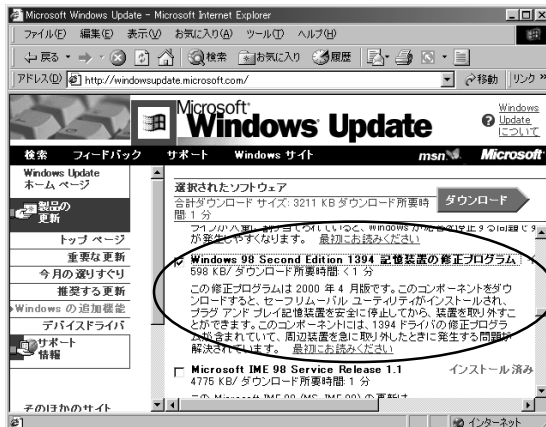 Microsoft Windows Update - Microsoft Internet Explorer
ファイル(F) 編集(E) 表示(V) お気に入り(A) ツール(T) ヘルプ(H)
戻る 検索 お気に入り 履歴
アドレス(D) http://windowsupdate.microsoft.com/ 移動 リンク »
Microsoft
Windows Update
Windows
Update
について
検索 フィードバック サポート Windows サイト msn Microsoft
Windows Update
ホーム ページ
製品の
更新
トップ ページ
重要な更新
今月の選りすぐり
推奨する更新
Windows の追加機能
デバイスドライバ
サポート
情報
そのほかのサイト
選択されたソフトウェア
合計ダウンロード サイズ: 3211 KB ダウンロード所要時
間: 1 分
ダウンロード
が発生しやすくなります。 最初にお読みください
Windows 98 Second Edition 1394 記憶装置の修正プログラム
598 KB/ ダウンロード所要時間: < 1 分
この修正プログラムは 2000 年 4 月版です。このコンポーネントをダウ
ンロードすると、セーフリムーバル ユーティリティがインストールされ、
プラグ アンド プレイ記憶装置を安全に停止してから、装置を取り外すこ
とができます。このコンポーネントには、1394 ドライバの修正プログラ
ムが含まれていて、周辺装置を急に取り外したときに発生する問題が
解決されています。 最初にお読みください
Microsoft IME 98 Service Release 1.1 インストール済み
4775 KB/ ダウンロード所要時間: 1 分
インターネット